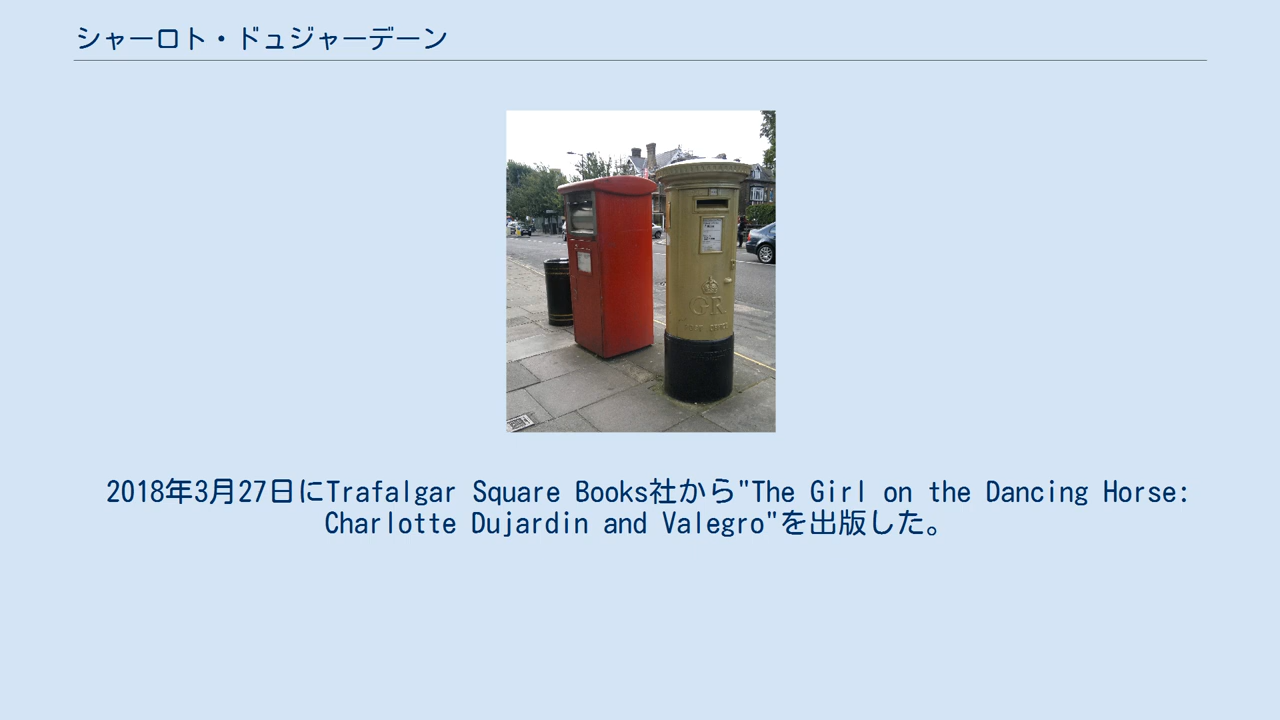 シャーロト・ドュジャーデーン
GR
2018年3月27日にTrafalgar Square Books社から"The Girl on the Dancing Horse:
Charlotte Dujardin and Valegro"を出版した。